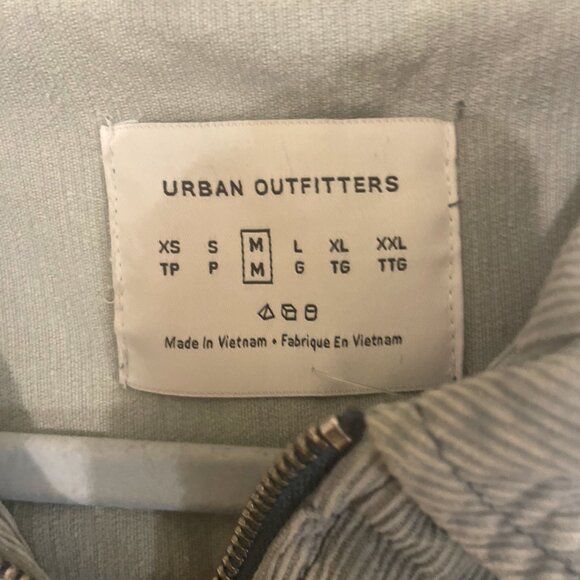 URBAN OUTFITTERS
XS S M L XL XXL
TP P M G TG TTG
Made In Vietnam • Fabrique En Vietnam